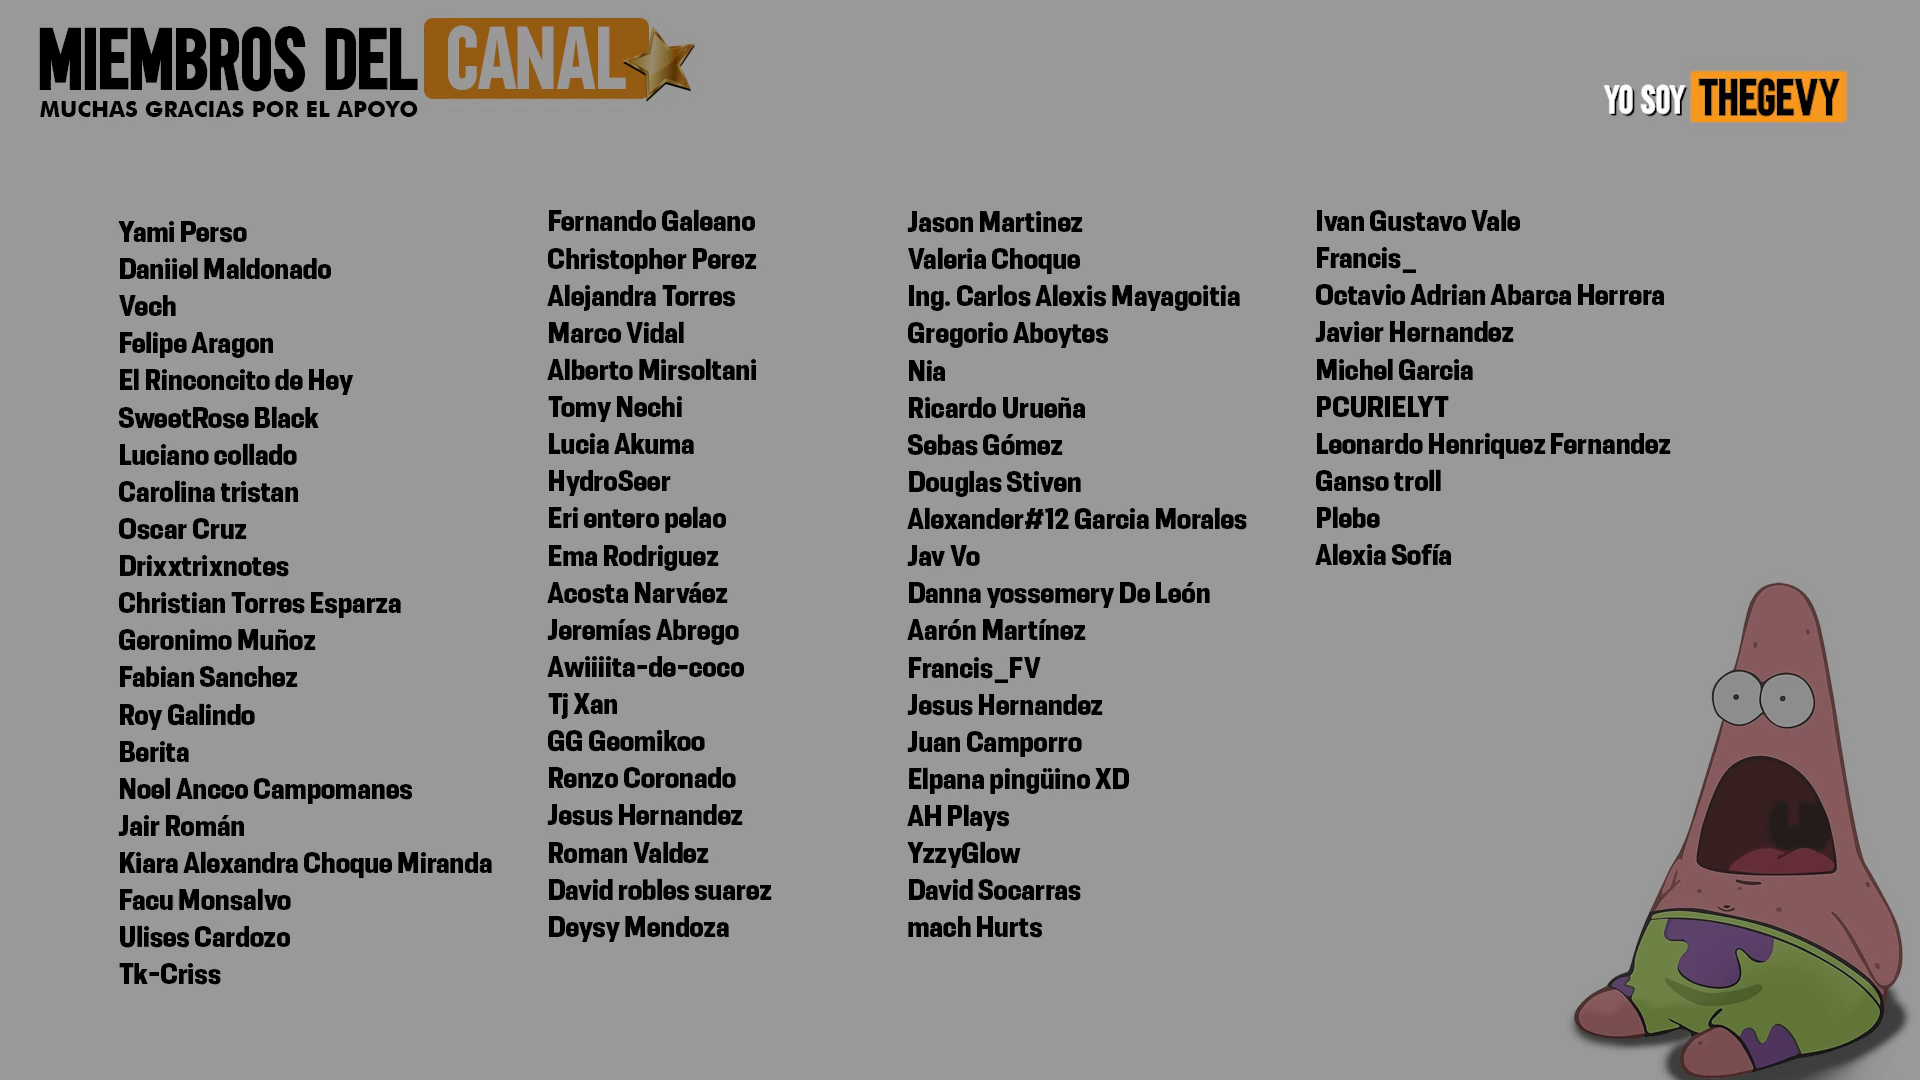 MIEMBROS DEL CANAL
MUCHAS GRACIAS POR EL APOYO
YO SOY THEGEVY
Yami Perso
Daniiel Maldonado
Vech
Felipe Aragon
El Rinconcito de Hey
SweetRose Black
Luciano collado
Carolina tristan
Oscar Cruz
Drixxtrixnotes
Christian Torres Esparza
Geronimo Muñoz
Fabian Sanchez
Roy Galindo
Berita
Noel Ancco Campomanes
Jair Román
Kiara Alexandra Choque Miranda
Facu Monsalvo
Ulises Cardozo
Tk-Criss
Fernando Galeano
Christopher Perez
Alejandra Torres
Marco Vidal
Alberto Mirsoltani
Tomy Nechi
Lucia Akuma
HydroSeer
Eri entero pelao
Ema Rodriguez
Acosta Narváez
Jeremías Abrego
Awiiiita-de-coco
Tj Xan
GG Geomikoo
Renzo Coronado
Jesus Hernandez
Roman Valdez
David robles suarez
Deysy Mendoza
Jason Martinez
Valeria Choque
Ing. Carlos Alexis Mayagoitia
Gregorio Aboytes
Nia
Ricardo Urueña
Sebas Gómez
Douglas Stiven
Alexander#12 Garcia Morales
Jav Vo
Danna yossemery De León
Aarón Martínez
Francis_FV
Jesus Hernandez
Juan Camporro
Elpana pingüino XD
AH Plays
YzzyGlow
David Socarras
mach Hurts
Ivan Gustavo Vale
Francis_
Octavio Adrian Abarca Herrera
Javier Hernandez
Michel Garcia
PCURIELYT
Leonardo Henriquez Fernandez
Ganso troll
Plebe
Alexia Sofía